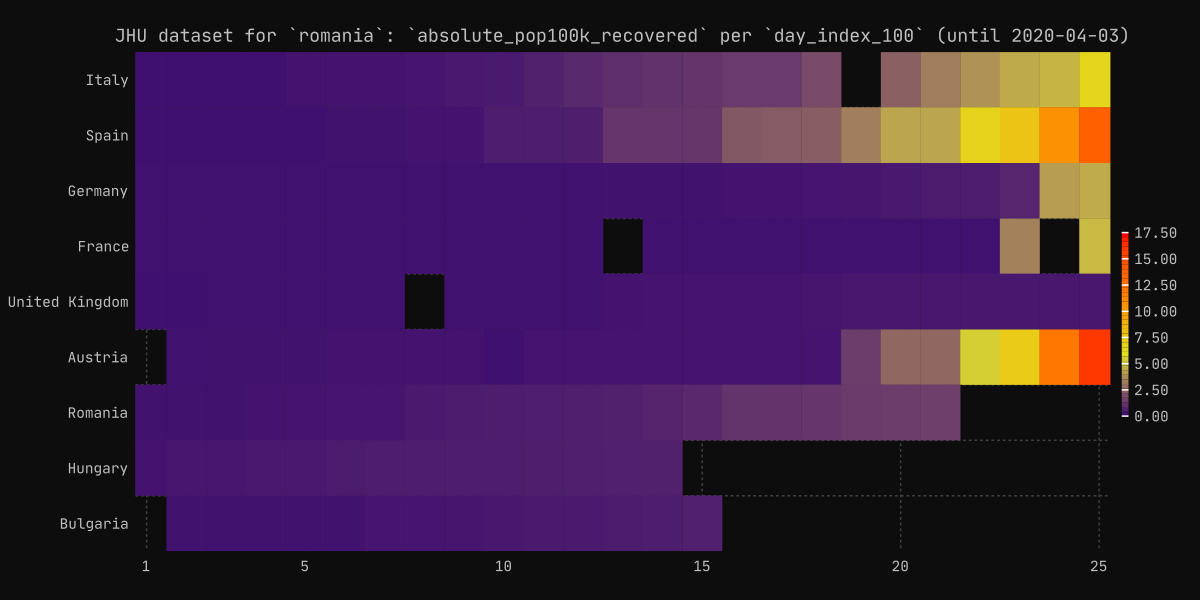 JHU dataset for `romania`: `absolute_pop100k_recovered` per `day_index_100` (until 2020-04-03)
Italy
Spain
Germany
France
United Kingdom
Austria
Romania
Hungary
Bulgaria
17.50
15.00
12.50
10.00
7.50
5.00
2.50
0.00
1 5 10 15 20 25